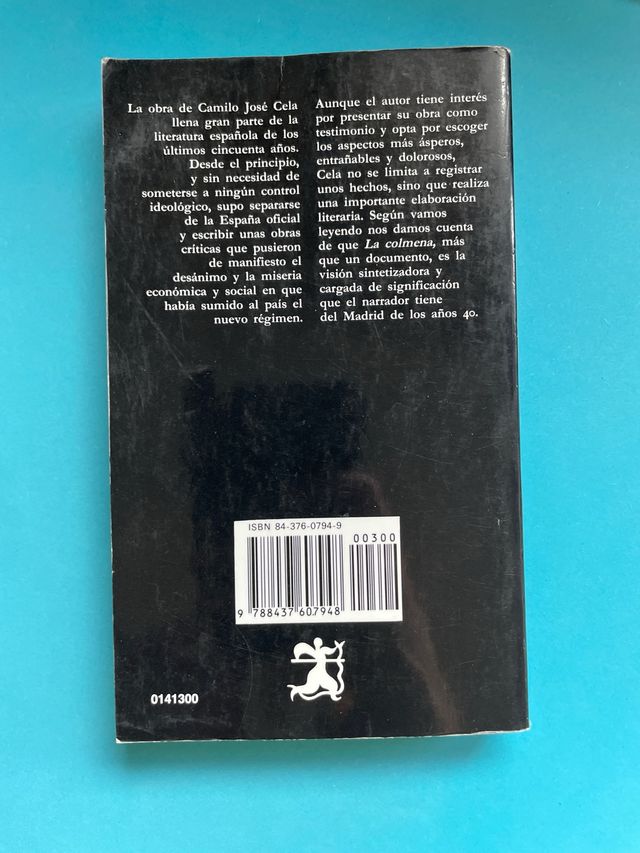 La obra de Camilo José Cela
llena gran parte de la
literatura española de los
últimos cincuenta años.
Desde el principio,
y sin necesidad de
someterse a ningún control
ideológico, supo separarse
de la España oficial
y escribir unas obras
críticas que pusieron
de manifiesto el
desánimo y la miseria
económica y social en que
había sumido al país el
nuevo régimen.
Aunque el autor tiene interés
por presentar su obra como
testimonio y opta por escoger
los aspectos más ásperos,
entrañables y dolorosos,
Cela no se limita a registrar
unos hechos, sino que realiza
una importante elaboración
literaria. Según vamos
leyendo nos damos cuenta
de que La colmena, más
que un documento, es la
visión sintetizadora y
cargada de significación
que el narrador tiene
del Madrid de los años 40.
ISBN 84-376-0794-9
00300
9 788437 607948
0141300